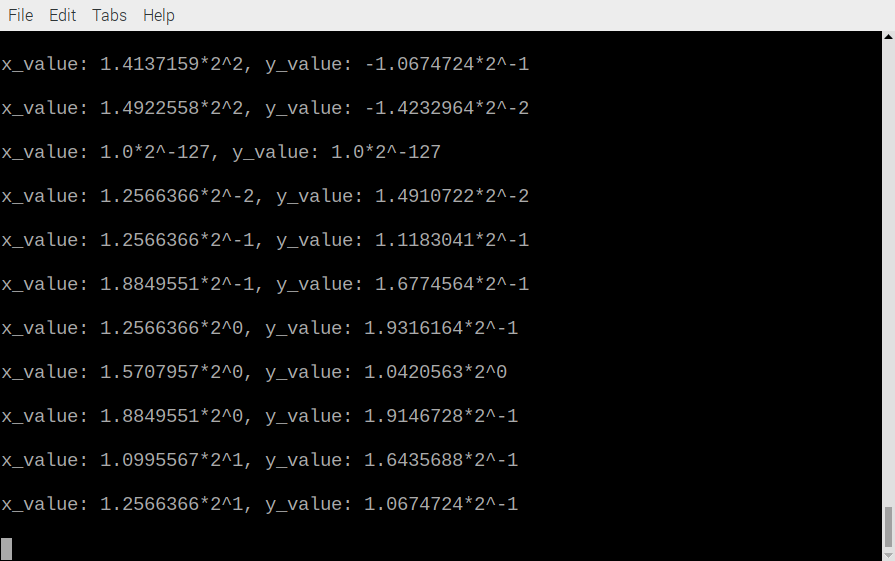 File Edit Tabs Help
x_value: 1.4137159*2^2, y_value: -1.0674724*2^-1
x_value: 1.4922558*2^2, y_value: -1.4232964*2^-2
x_value: 1.0*2^-127, y_value: 1.0*2^-127
x_value: 1.2566366*2^-2, y_value: 1.4910722*2^-2
x_value: 1.2566366*2^-1, y_value: 1.1183041*2^-1
x_value: 1.8849551*2^-1, y_value: 1.6774564*2^-1
x_value: 1.2566366*2^0, y_value: 1.9316164*2^-1
x_value: 1.5707957*2^0, y_value: 1.0420563*2^0
x_value: 1.8849551*2^0, y_value: 1.9146728*2^-1
x_value: 1.0995567*2^1, y_value: 1.6435688*2^-1
x_value: 1.2566366*2^1, y_value: 1.0674724*2^-1